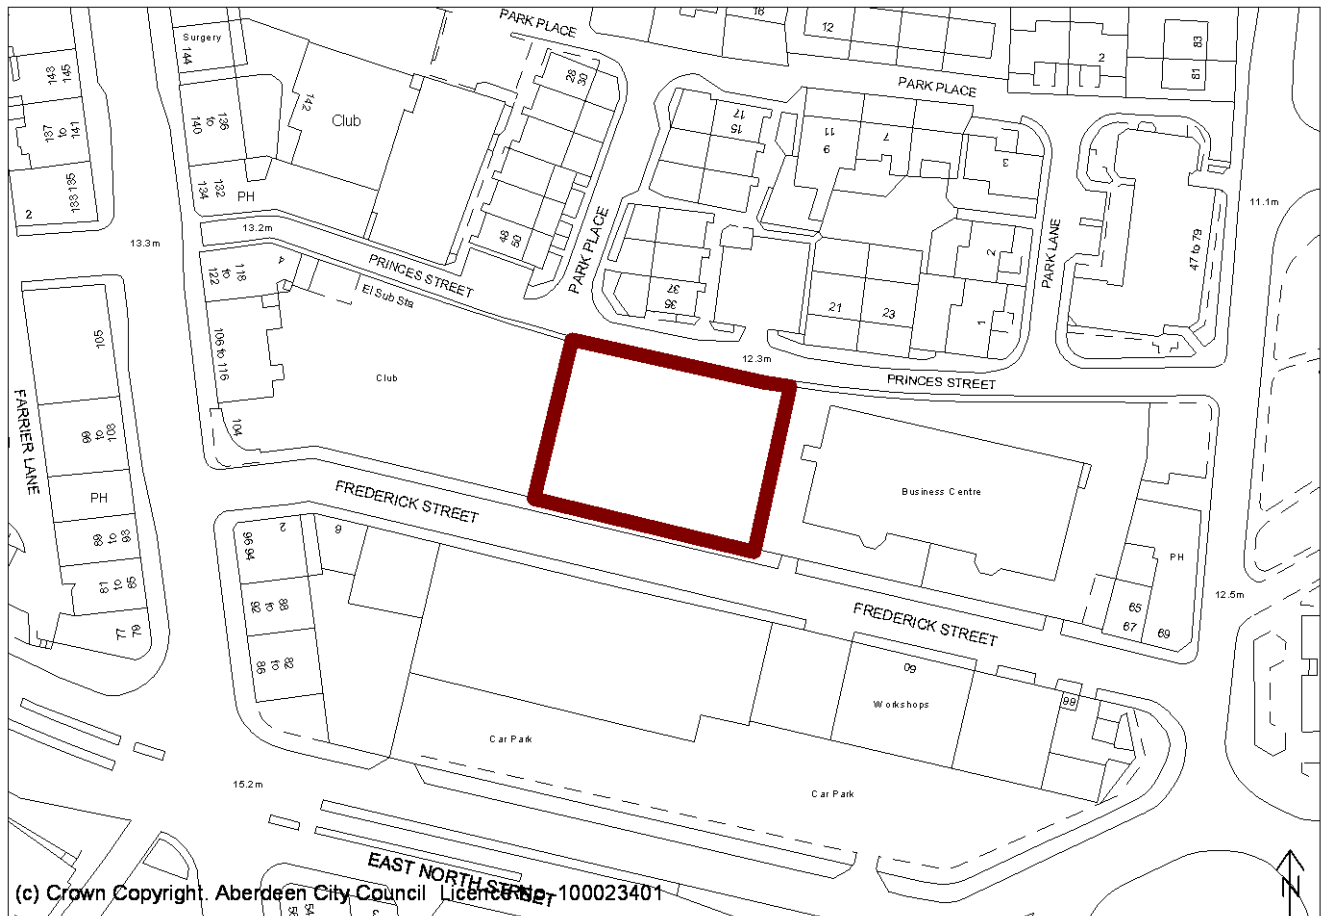 PARK PLACE
16
12
83
81
2
Surgery
144
143
145
28
30
PARK PLACE
142
Club
137
to
141
136
to
140
17
15
11
9
7
3
133 135
132
134
PH
2
11.1m
13.2m
13.3m
48
50
PARK PLACE
PARK LANE
47 to 79
2
4
118
to
122
PRINCES STREET
El Sub Sta
37
35
21
23
1
106 to 116
105
12.3m
PRINCES STREET
Club
FARRIER LANE
104
103
to
99
FREDERICK STREET
Business Centre
PH
96 94
2
6
93
to
89
PH
85
to
81
88
to
92
12.5m
65
67
69
79
77
FREDERICK STREET
82
to
86
60
Workshops
88
Car Park
Car Park
15.2m
EAST NORTH STREET
(c) Crown Copyright. Aberdeen City Council Licence No. 100023401
54
N